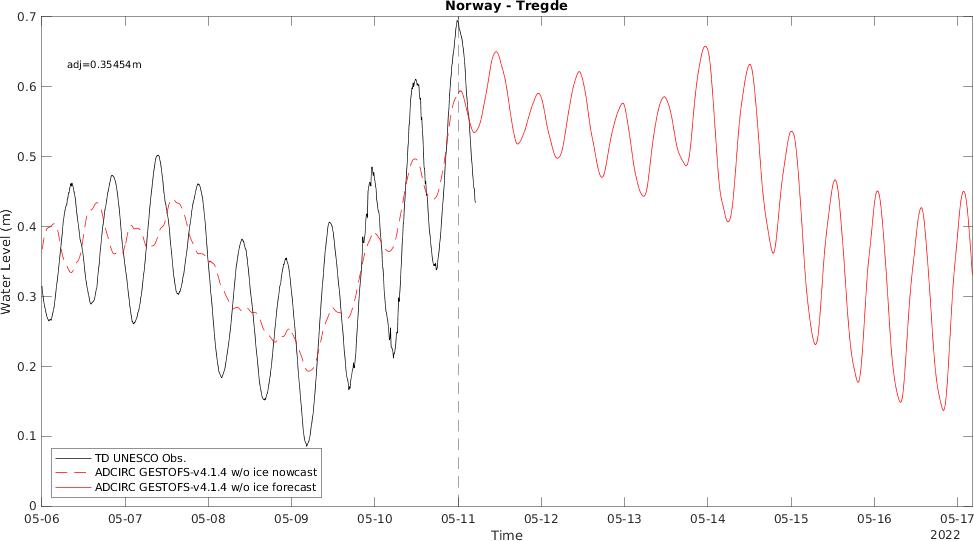 Norway - Tregde
adj=0.35454m
0.7
0.6
0.5
0.4
0.3
0.2
0.1
0
Water Level (m)
TD UNESCO Obs.
ADCIRC GESTOFS-v4.1.4 w/o ice nowcast
ADCIRC GESTOFS-v4.1.4 w/o ice forecast
05-06 05-07 05-08 05-09 05-10 05-11 05-12 05-13 05-14 05-15 05-16 05-17
Time
2022